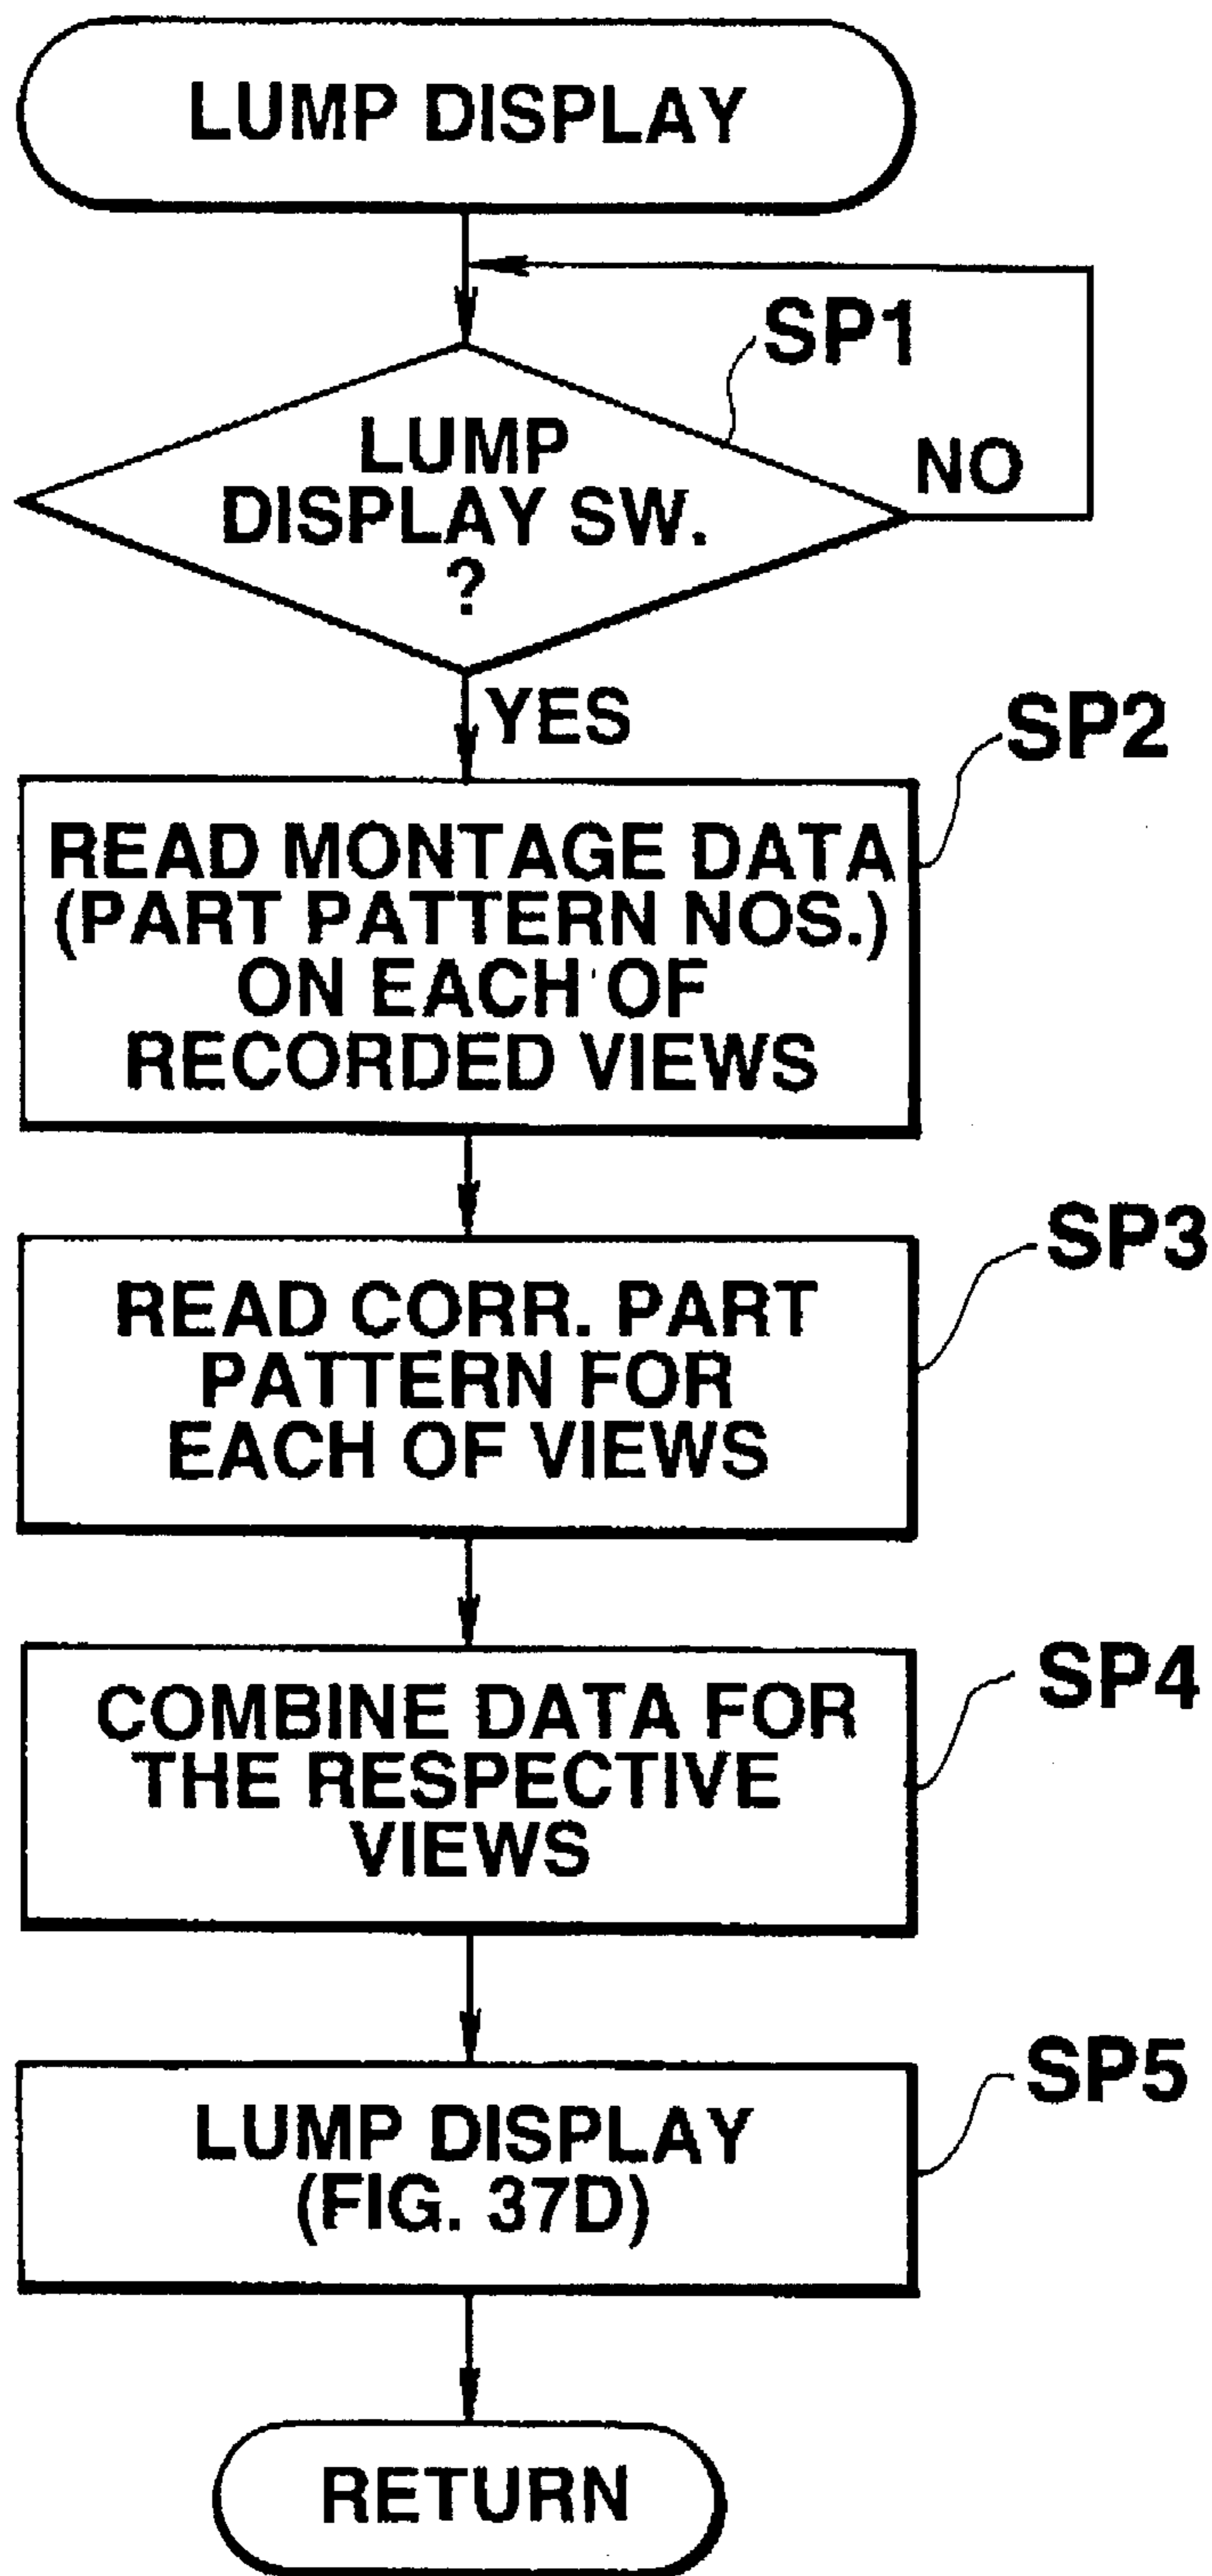 LUMP DISPLAY
SP1
LUMP
DISPLAY SW.
?
NO
YES
SP2
READ MONTAGE DATA
(PART PATTERN NOS.)
ON EACH OF
RECORDED VIEWS
SP3
READ CORR. PART
PATTERN FOR
EACH OF VIEWS
SP4
COMBINE DATA FOR
THE RESPECTIVE
VIEWS
SP5
LUMP DISPLAY
(FIG. 37D)
RETURN